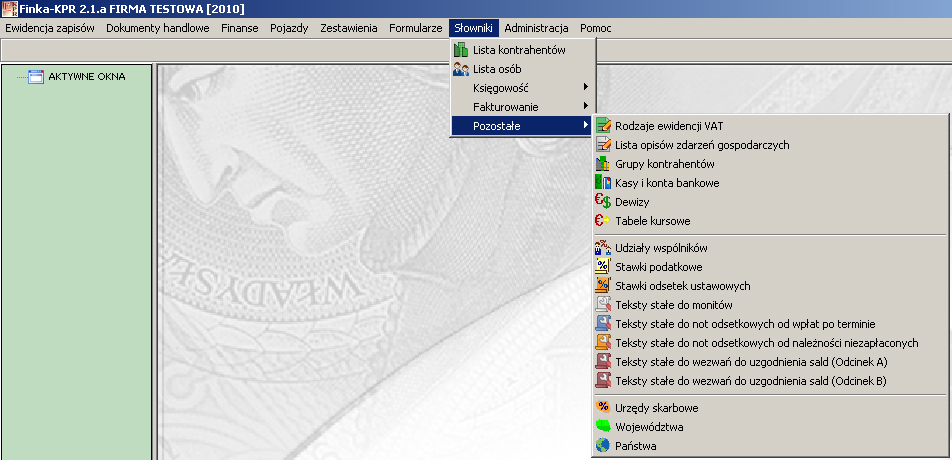 Finka-KPR 2.1.a FIRMA TESTOWA [2010]
Ewidencja zapisów Dokumenty handlowe Finanse Pojazdy Zestawienia Formularze Słowniki Administracja Pomoc
Lista kontrahentów
AKTYWNE OKNA
Lista osób
Księgowość
Fakturowanie
Pozostałe
Rodzaje ewidencji VAT
Lista opisów zdarzeń gospodarczych
Grupy kontrahentów
Kasy i konta bankowe
Dewizy
Tabele kursowe
Udziały wspólników
Stawki podatkowe
Stawki odsetek ustawowych
Teksty stałe do monitów
Teksty stałe do not odsetkowych od wpłat po terminie
Teksty stałe do not odsetkowych od należności niezapłaconych
Teksty stałe do wezwań do uzgodnienia sald (Odcinek A)
Teksty stałe do wezwań do uzgodnienia sald (Odcinek B)
Urzędy skarbowe
Województwa
Państwa
WŁADYSŁ